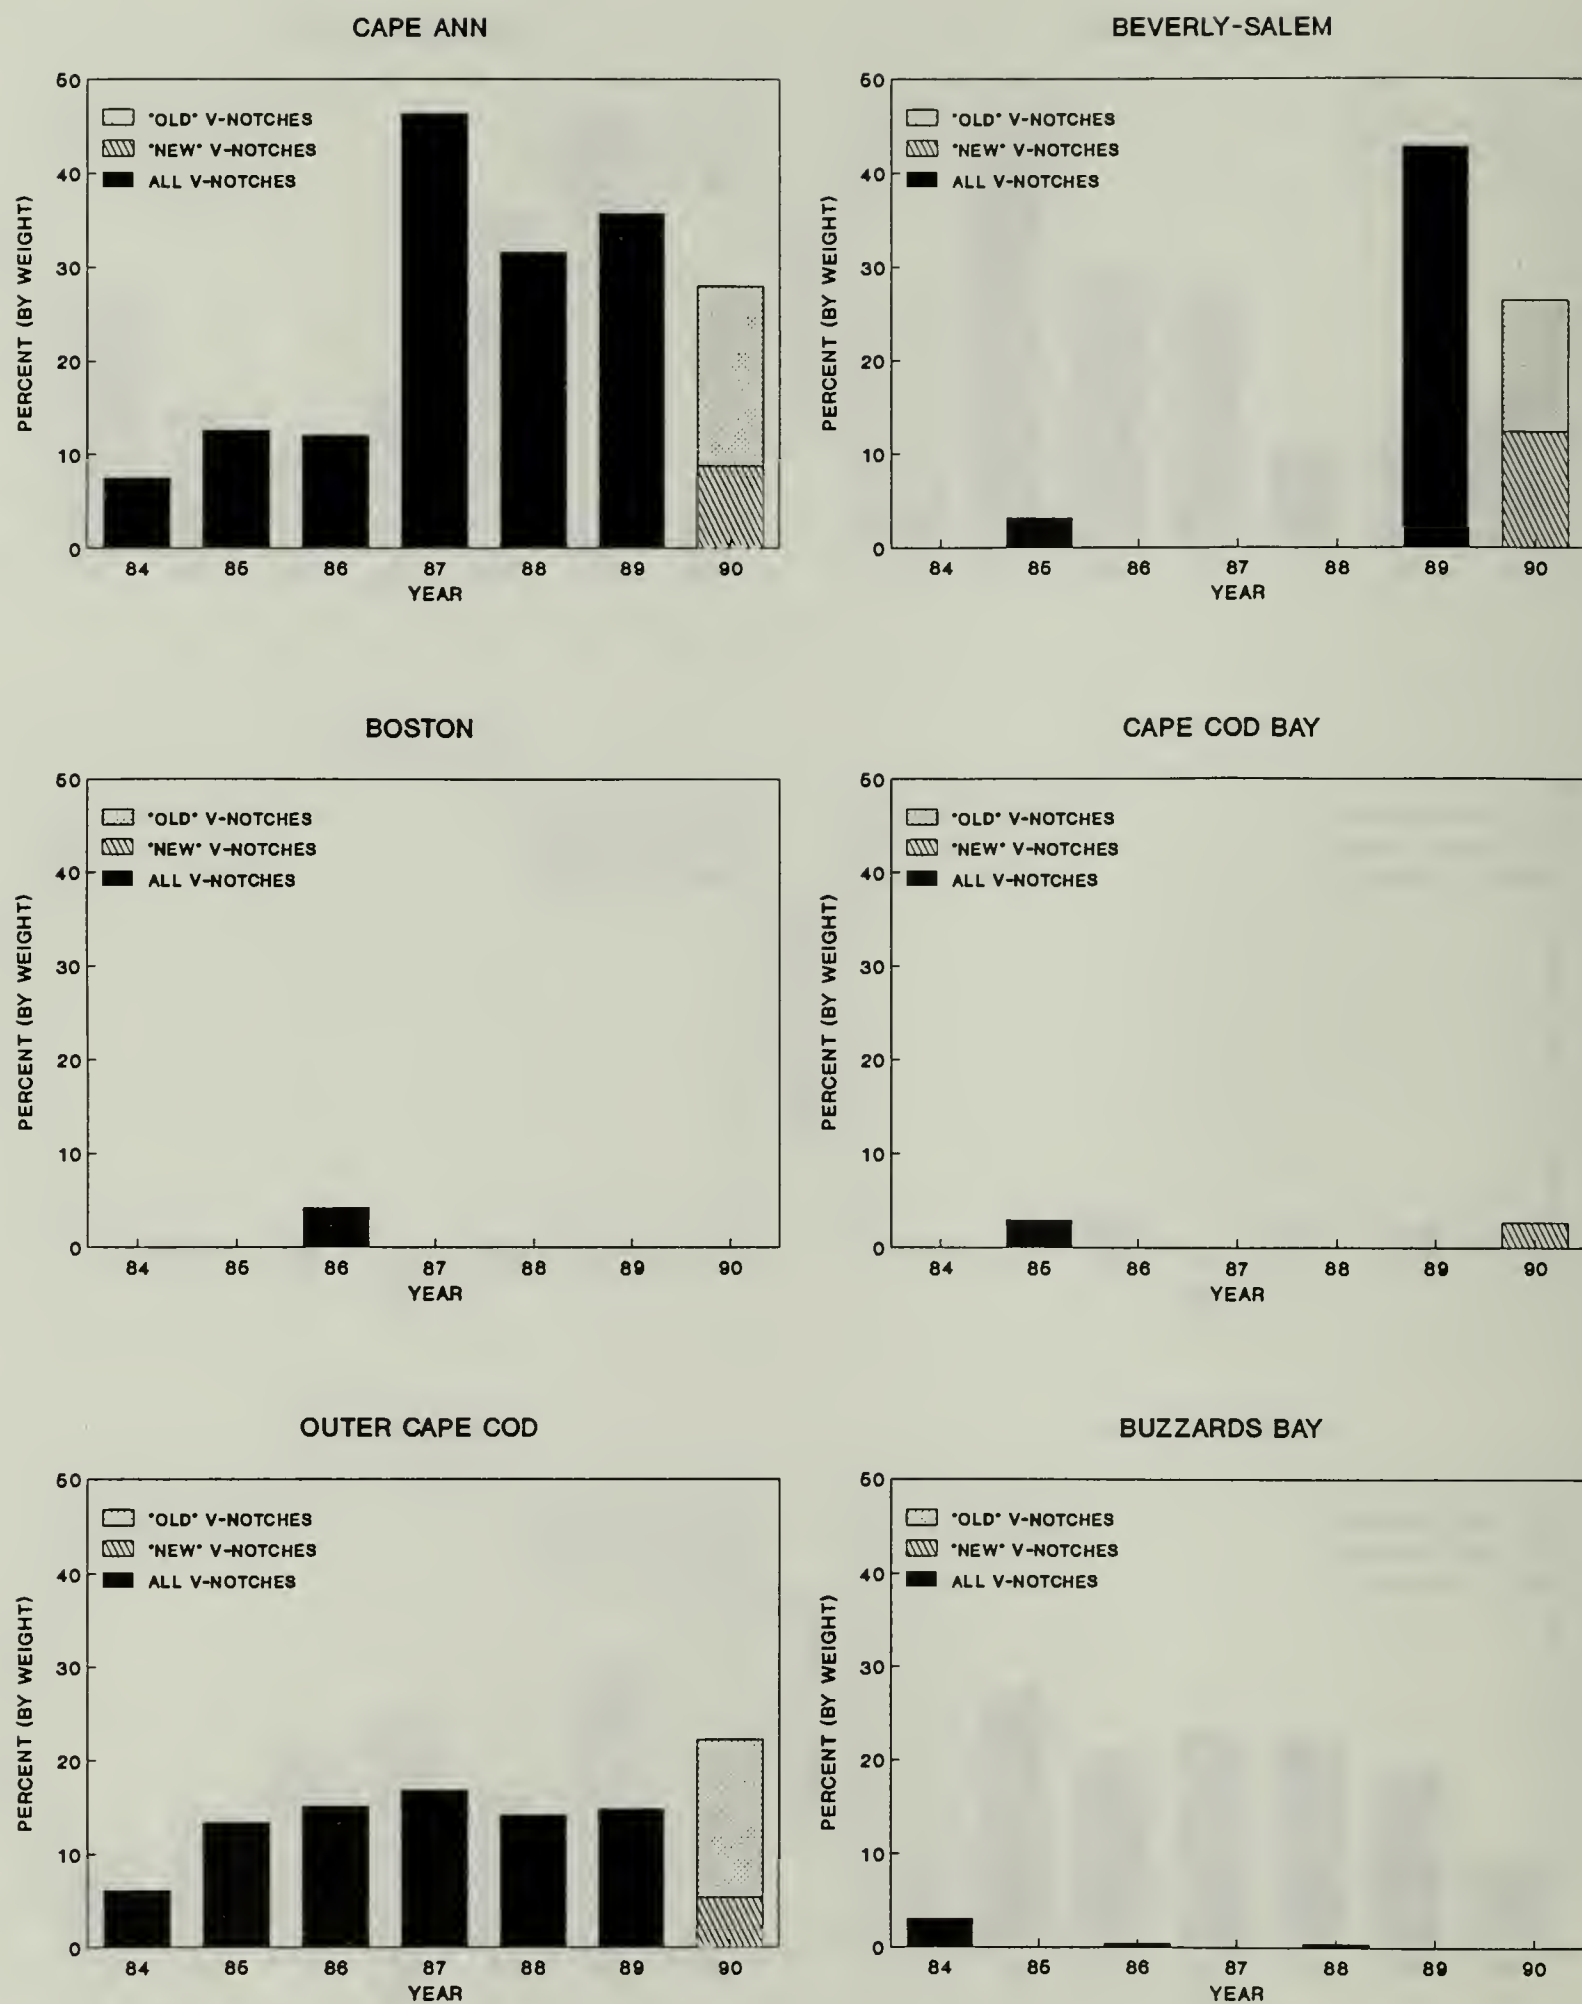 CAPE ANN
50
40
30
20
10
0
PERCENT (BY WEIGHT)
"OLD" V-NOTCHES
"NEW" V-NOTCHES
ALL V-NOTCHES
84 85 86 87 88 89 90
YEAR
BEVERLY-SALEM
50
40
30
20
10
0
PERCENT (BY WEIGHT)
"OLD" V-NOTCHES
"NEW" V-NOTCHES
ALL V-NOTCHES
84 85 86 87 88 89 90
YEAR
BOSTON
50
40
30
20
10
0
PERCENT (BY WEIGHT)
"OLD" V-NOTCHES
"NEW" V-NOTCHES
ALL V-NOTCHES
84 85 86 87 88 89 90
YEAR
CAPE COD BAY
50
40
30
20
10
0
PERCENT (BY WEIGHT)
"OLD" V-NOTCHES
"NEW" V-NOTCHES
ALL V-NOTCHES
84 85 86 87 88 89 90
YEAR
OUTER CAPE COD
50
40
30
20
10
0
PERCENT (BY WEIGHT)
"OLD" V-NOTCHES
"NEW" V-NOTCHES
ALL V-NOTCHES
84 85 86 87 88 89 90
YEAR
BUZZARDS BAY
50
40
30
20
10
0
PERCENT (BY WEIGHT)
"OLD" V-NOTCHES
"NEW" V-NOTCHES
ALL V-NOTCHES
84 85 86 87 88 89 90
YEAR